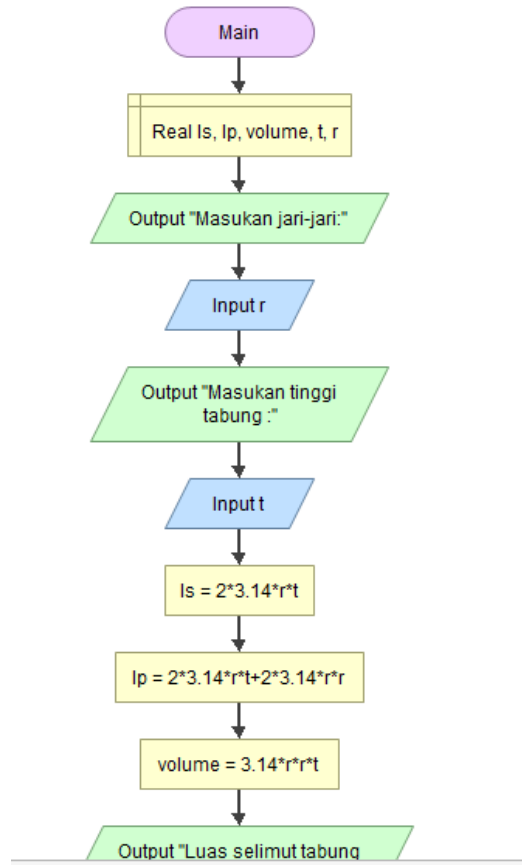 Main
Real ls, lp, volume, t, r
Output "Masukan jari-jari:"
Input r
Output "Masukan tinggi
tabung :"
Input t
ls = 2*3.14*r*t
lp = 2*3.14*r*t+2*3.14*r*r
volume = 3.14*r*r*t
Output "Luas selimut tabung